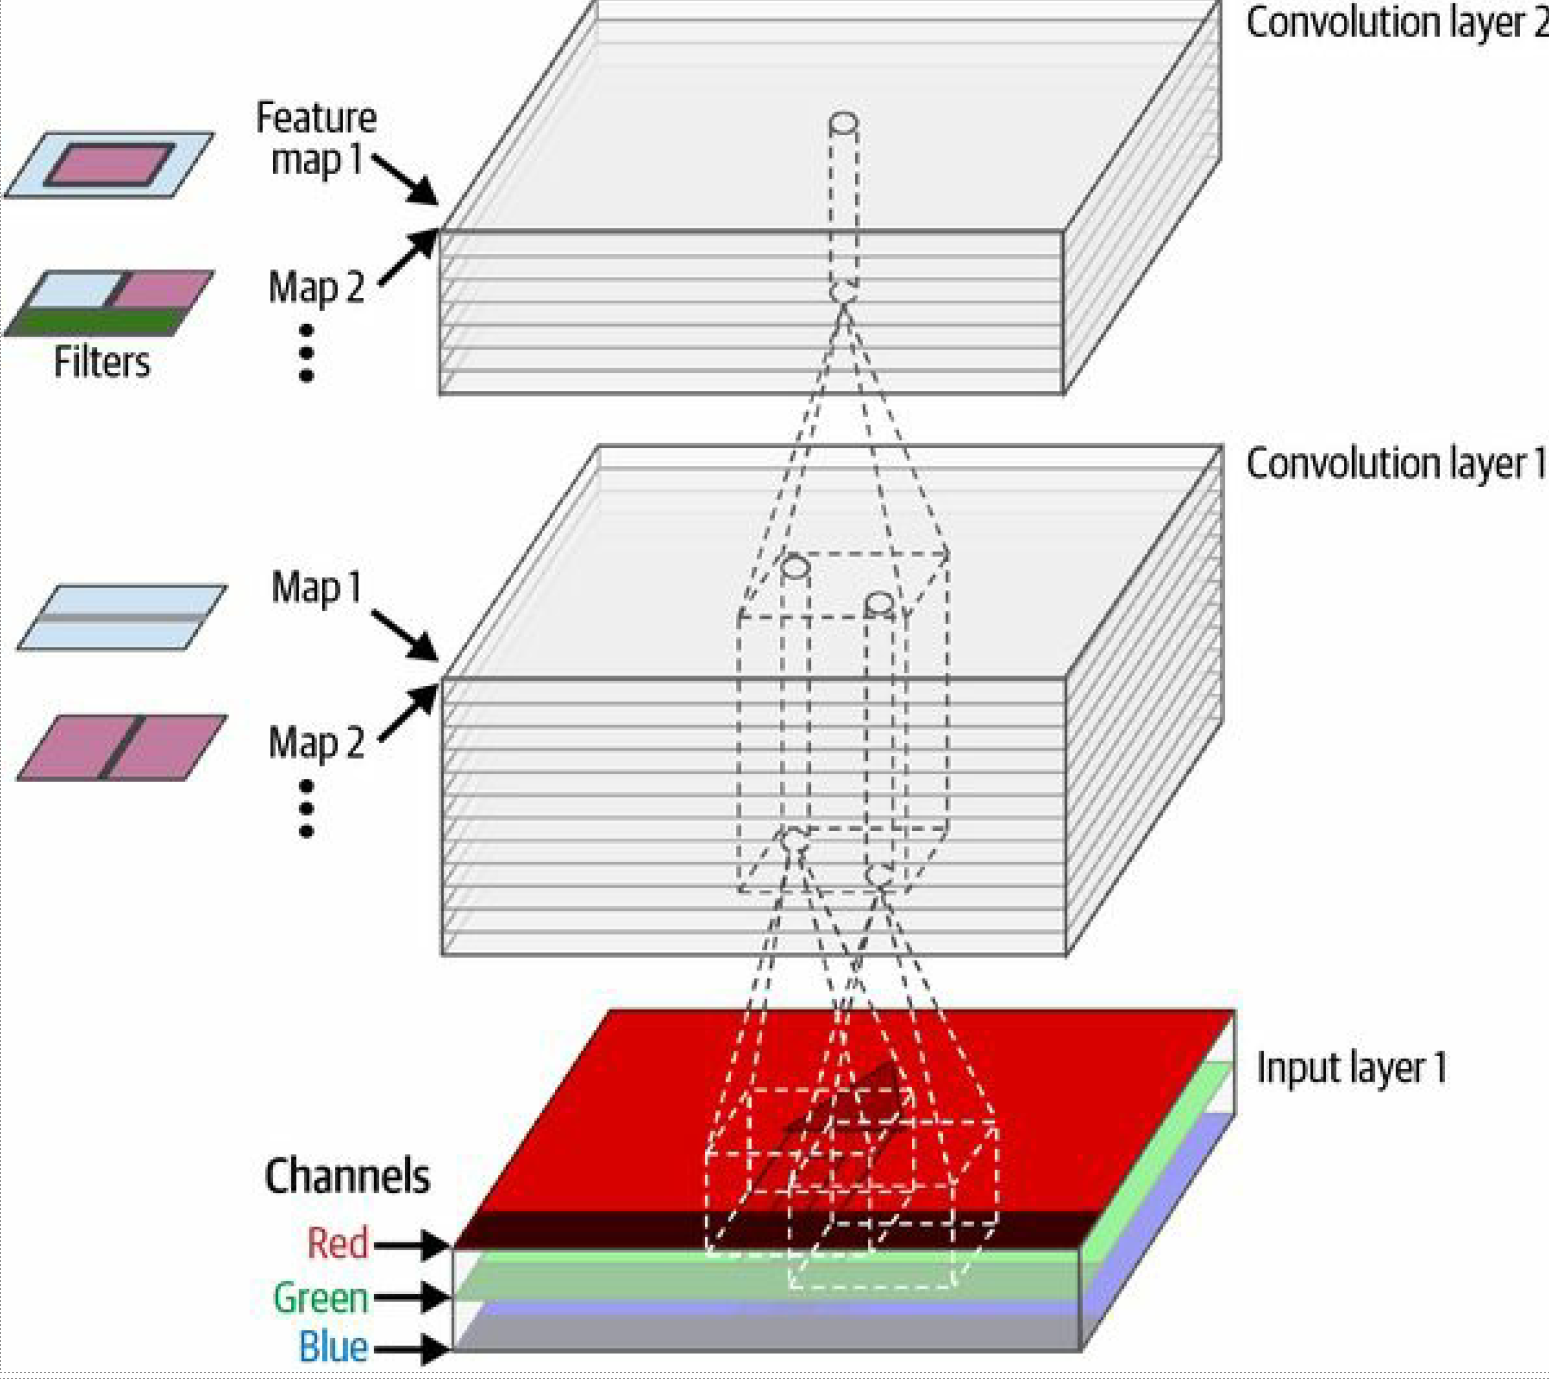 Convolution layer 2
Feature
map 1
Map 2
Filters
Convolution layer 1
Map 1
Map 2
Input layer 1
Channels
Red
Green
Blue